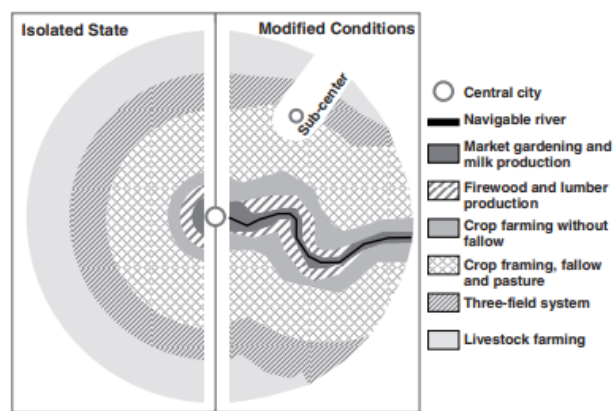 Isolated State
Modified Conditions
Sub-center
Central city
Navigable river
Market gardening and
milk production
Firewood and lumber
production
Crop farming without
fallow
Crop framing, fallow
and pasture
Three-field system
Livestock farming